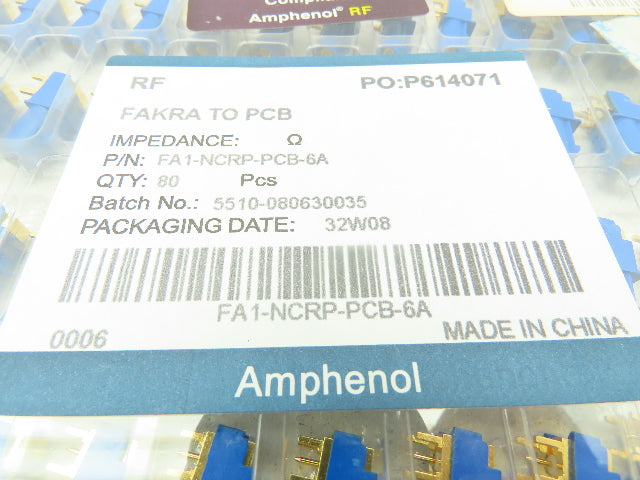 Amphenol® RF
RF PO:P614071
FAKRA TO PCB
IMPEDANCE: Ω
P/N: FA1-NCRP-PCB-6A
QTY: 80 Pcs
Batch No.: 5510-080630035
PACKAGING DATE: 32W08
FA1-NCRP-PCB-6A
0006 MADE IN CHINA
Amphenol